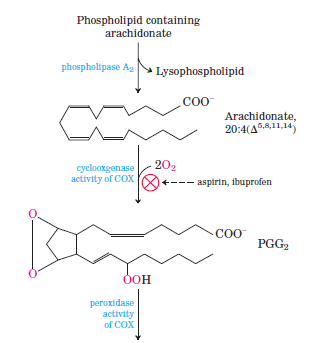 Phospholipid containing
arachidonate
phospholipase A₂
Lysophospholipid
COO⁻
Arachidonate,
20:4(Δ⁵,⁸,¹¹,¹⁴)
cyclooxgenase
activity of COX
2O₂
aspirin, ibuprofen
O
COO⁻
PGG₂
O
OOH
peroxidase
activity
of COX